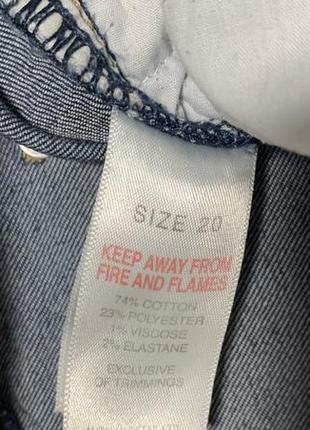 SIZE 20
KEEP AWAY FROM
FIRE AND FLAMES
74% COTTON
23% POLYESTER
1% VISCOSE
2% ELASTANE
EXCLUSIVE
OF TRIMMINGS